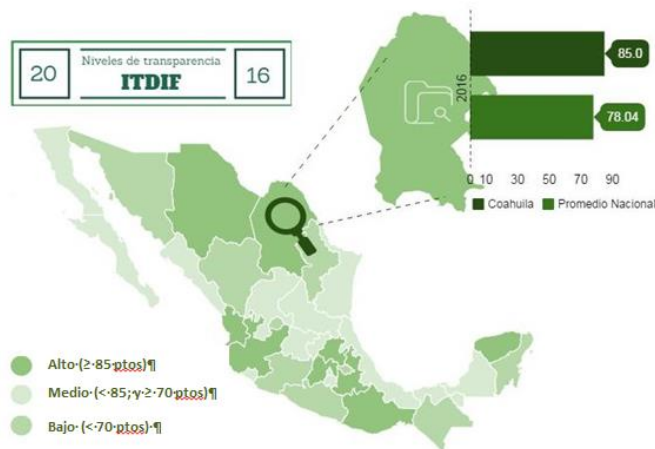 20
Niveles de transparencia
ITDIF
16
85.0
2016
78.04
0 10 30 50 70 90
Coahuila Promedio Nacional
Alto·(≥·85·ptos)¶
Medio·(<·85;·y·≥·70·ptos)¶
Bajo·(<·70·ptos)·¶